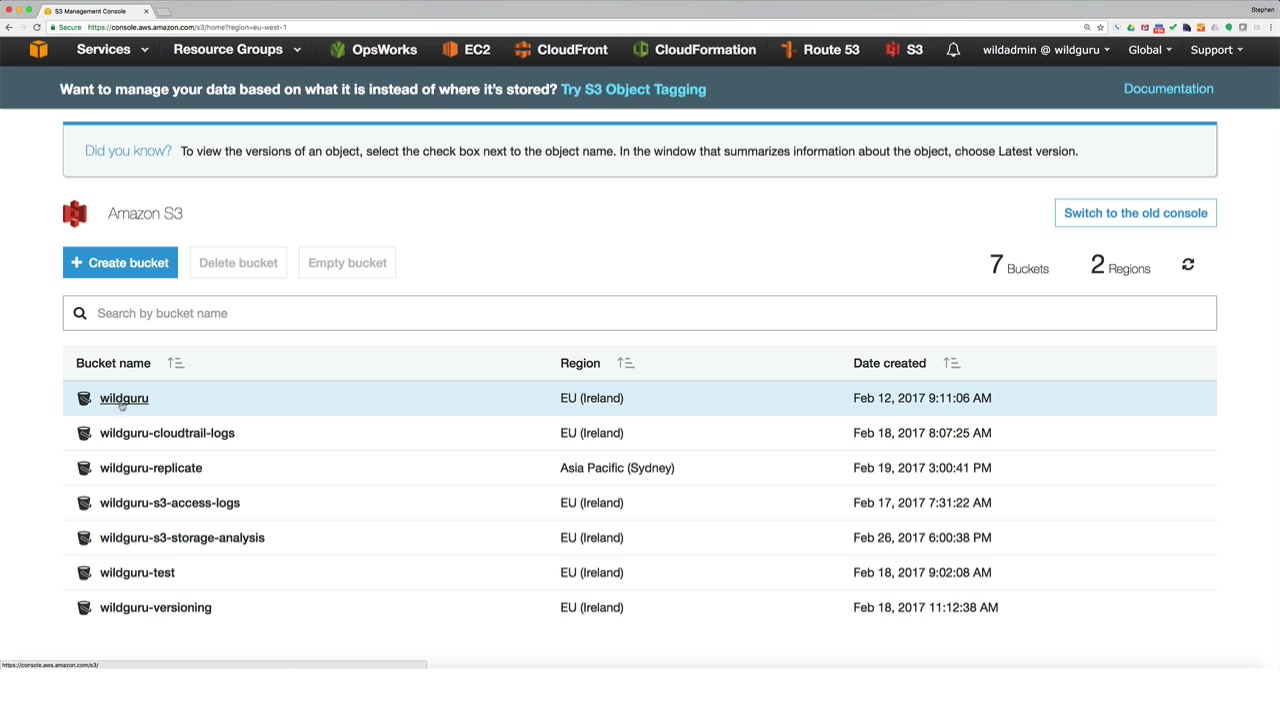 S3 Management Console
Stephen
Secure https://console.aws.amazon.com/s3/home?region=eu-west-1
Services Resource Groups OpsWorks EC2 CloudFront CloudFormation Route 53 S3 wildadmin @ wildguru Global Support
Want to manage your data based on what it is instead of where it's stored? Try S3 Object Tagging Documentation
Did you know? To view the versions of an object, select the check box next to the object name. In the window that summarizes information about the object, choose Latest version.
Amazon S3 Switch to the old console
+ Create bucket Delete bucket Empty bucket 7 Buckets 2 Regions
Search by bucket name
Bucket name Region Date created
wildguru EU (Ireland) Feb 12, 2017 9:11:06 AM
wildguru-cloudtrail-logs EU (Ireland) Feb 18, 2017 8:07:25 AM
wildguru-replicate Asia Pacific (Sydney) Feb 19, 2017 3:00:41 PM
wildguru-s3-access-logs EU (Ireland) Feb 17, 2017 7:31:22 AM
wildguru-s3-storage-analysis EU (Ireland) Feb 26, 2017 6:00:38 PM
wildguru-test EU (Ireland) Feb 18, 2017 9:02:08 AM
wildguru-versioning EU (Ireland) Feb 18, 2017 11:12:38 AM
https://console.aws.amazon.com/s3/